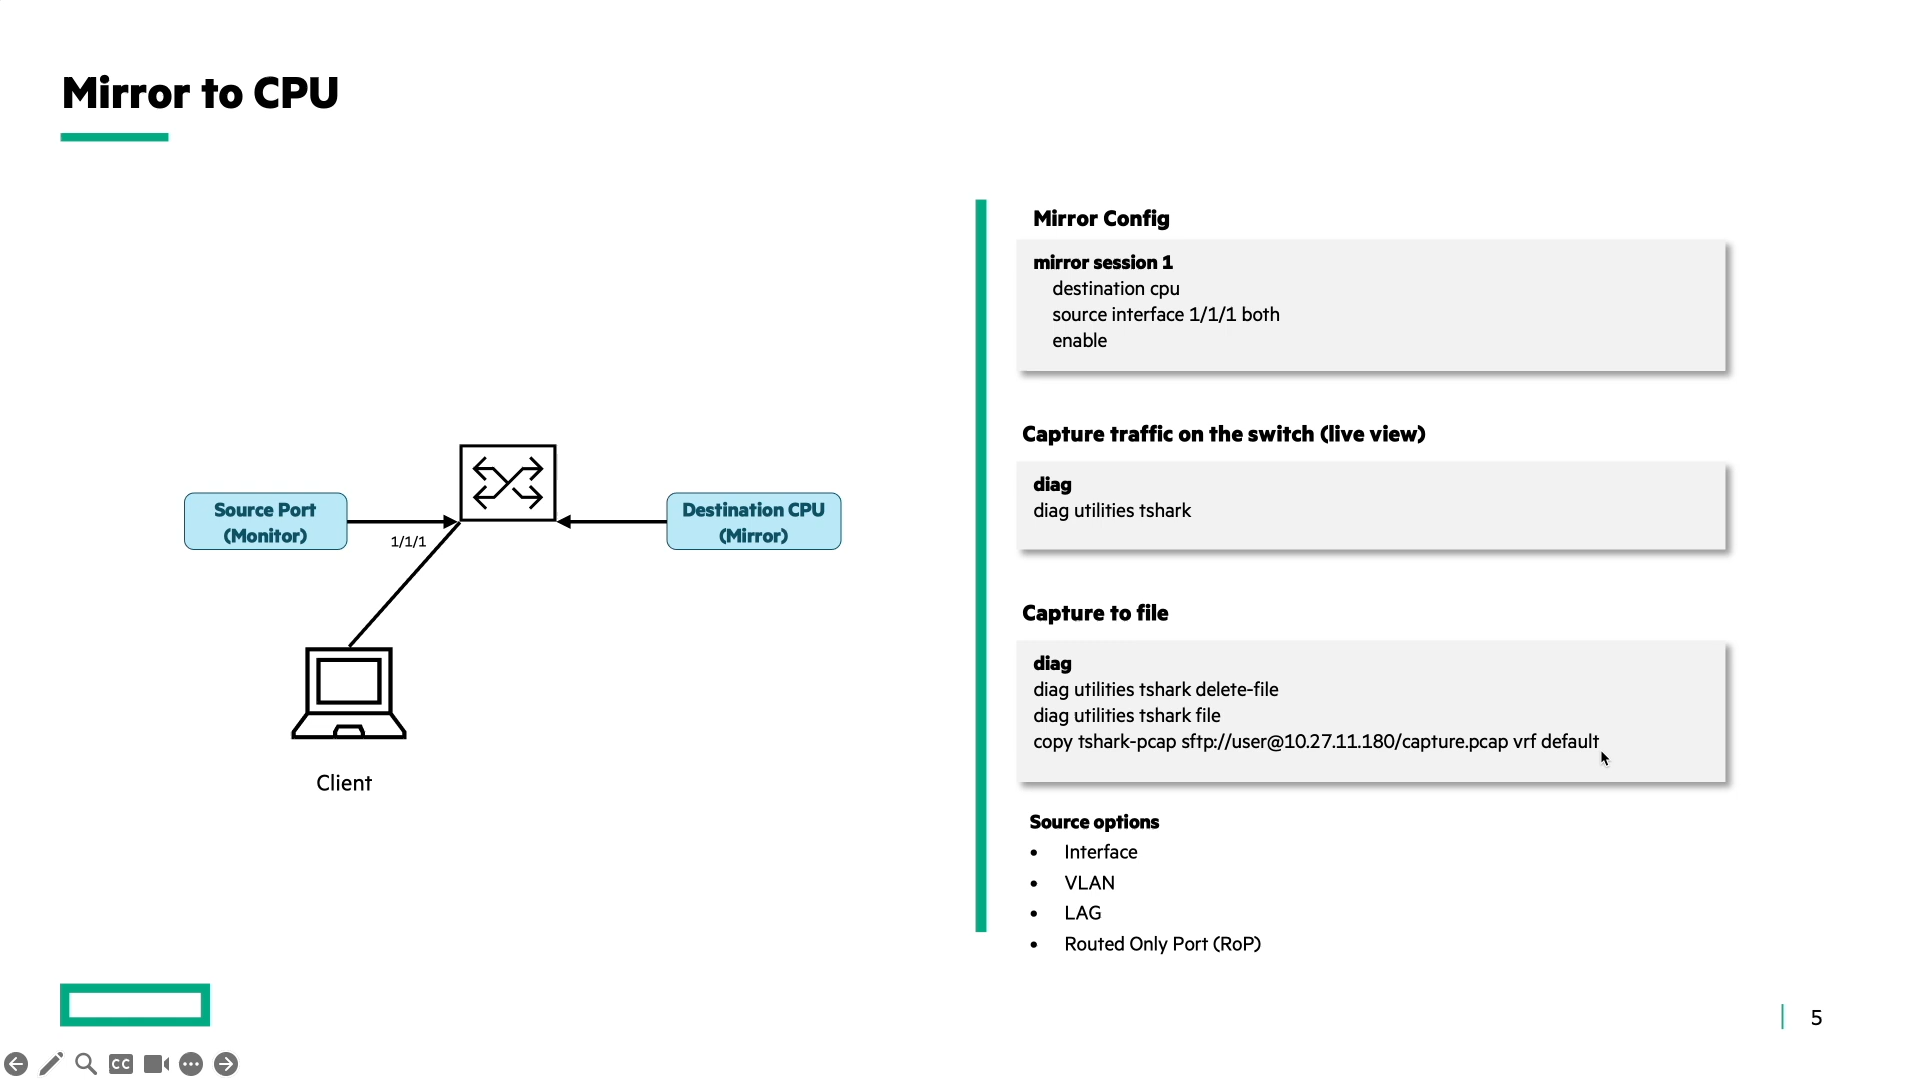 Mirror to CPU
Source Port
(Monitor)
1/1/1
Destination CPU
(Mirror)
Client
Mirror Config
mirror session 1
destination cpu
source interface 1/1/1 both
enable
Capture traffic on the switch (live view)
diag
diag utilities tshark
Capture to file
diag
diag utilities tshark delete-file
diag utilities tshark file
copy tshark-pcap sftp://user@10.27.11.180/capture.pcap vrf default
Source options
• Interface
• VLAN
• LAG
• Routed Only Port (RoP)
5
CC